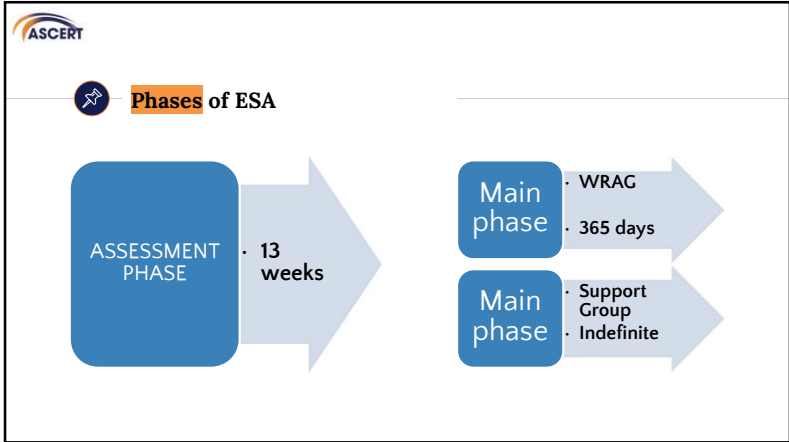 ASCERT
Phases of ESA
ASSESSMENT
PHASE
· 13
weeks
Main
phase
· WRAG
· 365 days
Main
phase
· Support
Group
· Indefinite